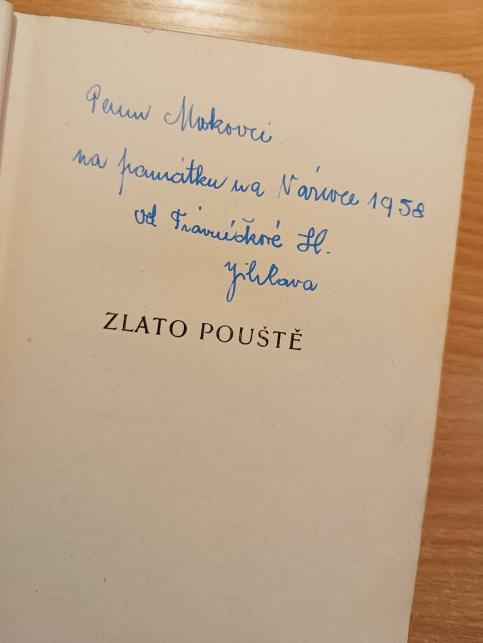 Panu Makovci
na památku na Vánoce 1958
od Trávníčkové H.
Jihlava
ZLATO POUŠTĚ